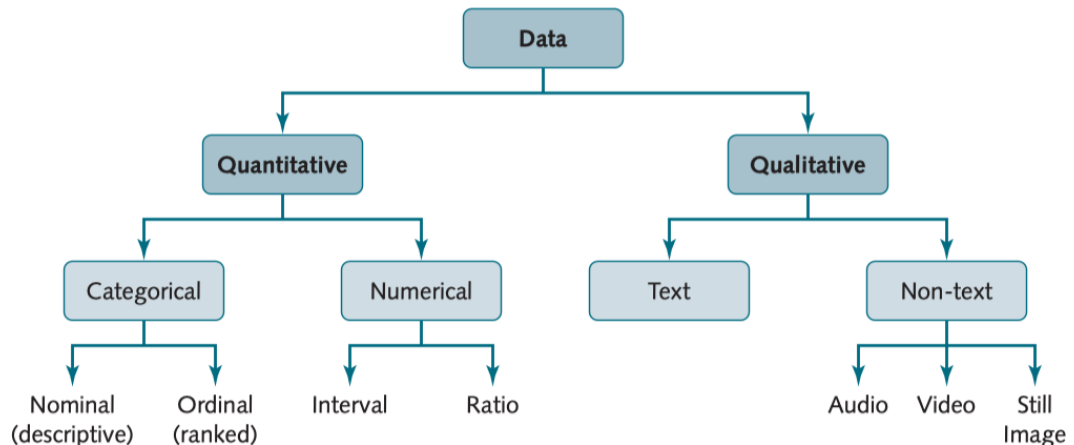 Data
Quantitative
Qualitative
Categorical
Numerical
Text
Non-text
Nominal
(descriptive)
Ordinal
(ranked)
Interval
Ratio
Audio
Video
Still
Image